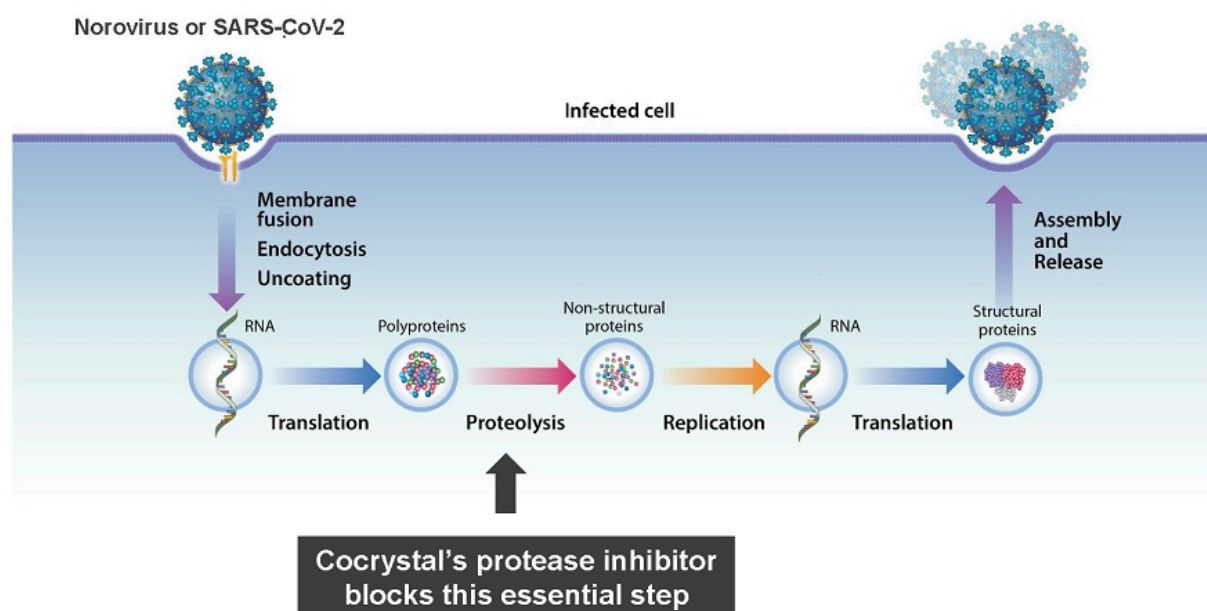 Norovirus or SARS-CoV-2
Infected cell
Membrane
fusion
Endocytosis
Uncoating
Assembly
and
Release
RNA
Polyproteins
Non-structural
proteins
RNA
Structural
proteins
Translation
Proteolysis
Replication
Translation
Cocrystal’s protease inhibitor
blocks this essential step